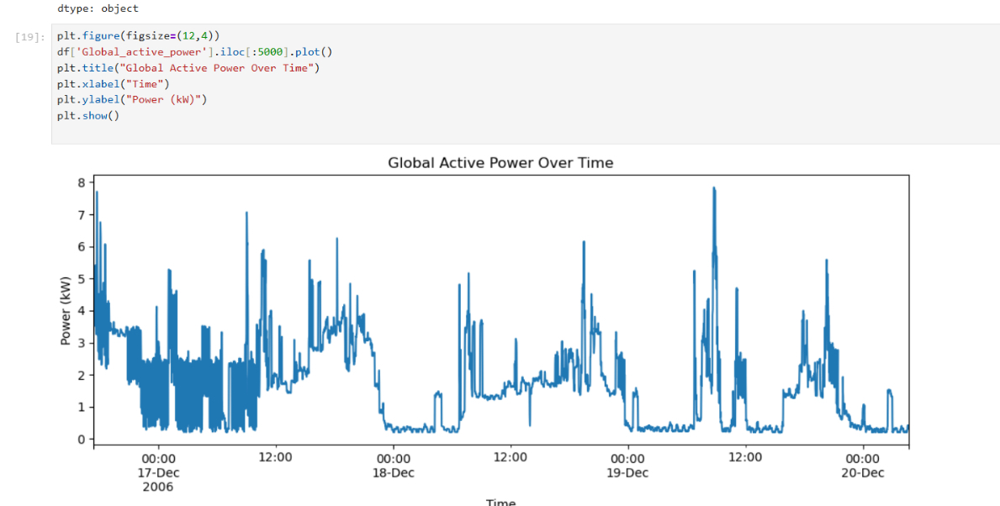 dtype: object
[19]:
plt.figure(figsize=(12,4))
df['Global_active_power'].iloc[:5000].plot()
plt.title("Global Active Power Over Time")
plt.xlabel("Time")
plt.ylabel("Power (kW)")
plt.show()
Global Active Power Over Time
8
7
6
5
4
3
2
1
0
Power (kW)
00:00 12:00 00:00 12:00 00:00 12:00 00:00
17-Dec 18-Dec 19-Dec 20-Dec
2006
Time